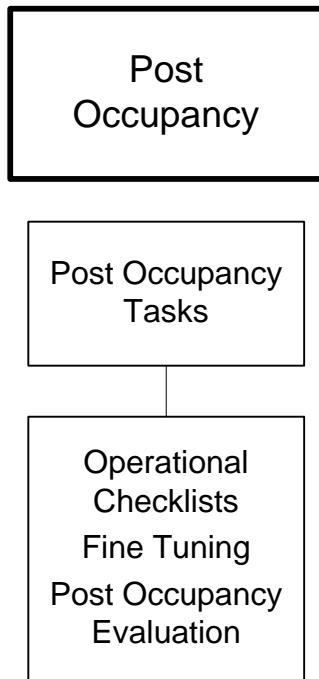 Post
Occupancy
Post Occupancy
Tasks
Operational
Checklists
Fine Tuning
Post Occupancy
Evaluation